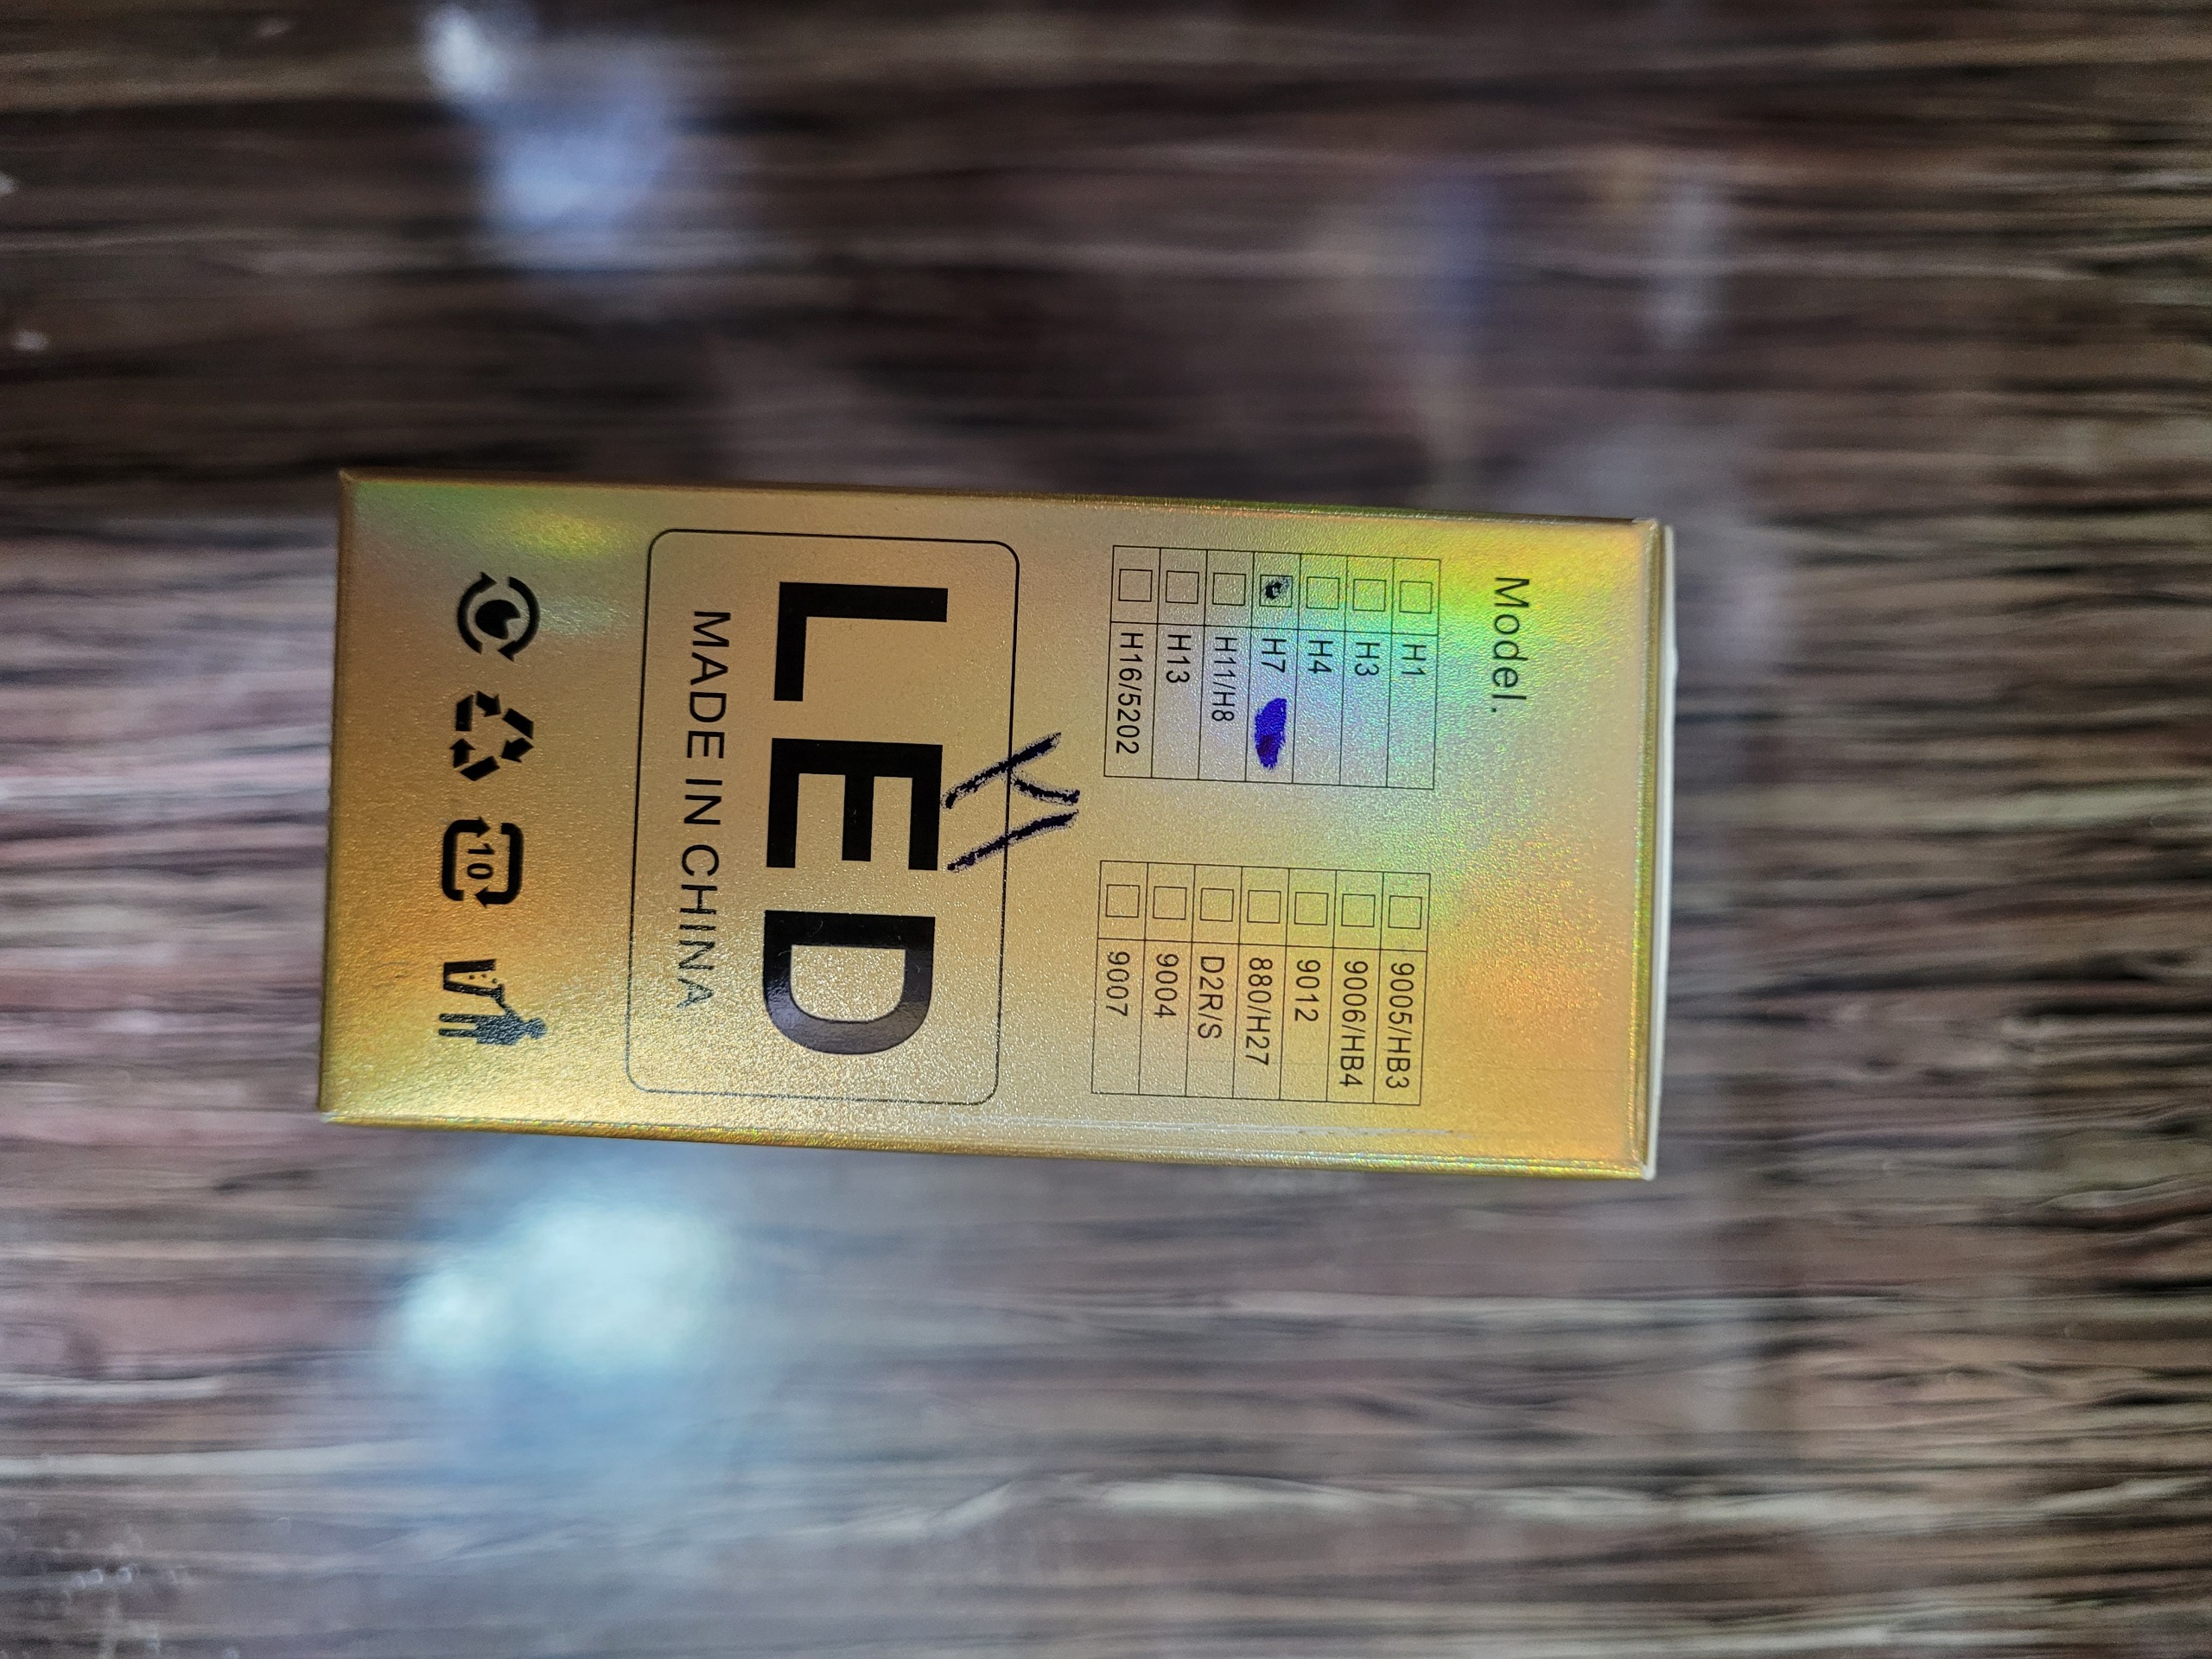 Model.
H1
H3
H4
H7
H11/H8
H13
H16/5202
9005/HB3
9006/HB4
9012
880/H27
D2R/S
9004
9007
LED
MADE IN CHINA
10